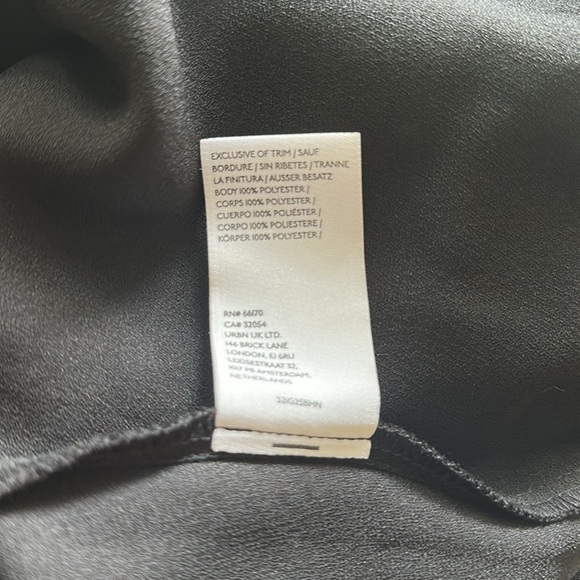 EXCLUSIVE OF TRIM / SAUF
BORDURE / SIN RIBETES / TRANNE
LA FINITURA / AUSSER BESATZ
BODY 100% POLYESTER /
CORPS 100% POLYESTER /
CUERPO 100% POLIÉSTER /
CORPO 100% POLIESTERE /
KÖRPER 100% POLYESTER /
RN# 66170
CA# 32054
URBN UK LTD.
146 BRICK LANE
LONDON, E1 6RU
LEIDSESTRAAT 32,
1017 PB AMSTERDAM,
NETHERLANDS